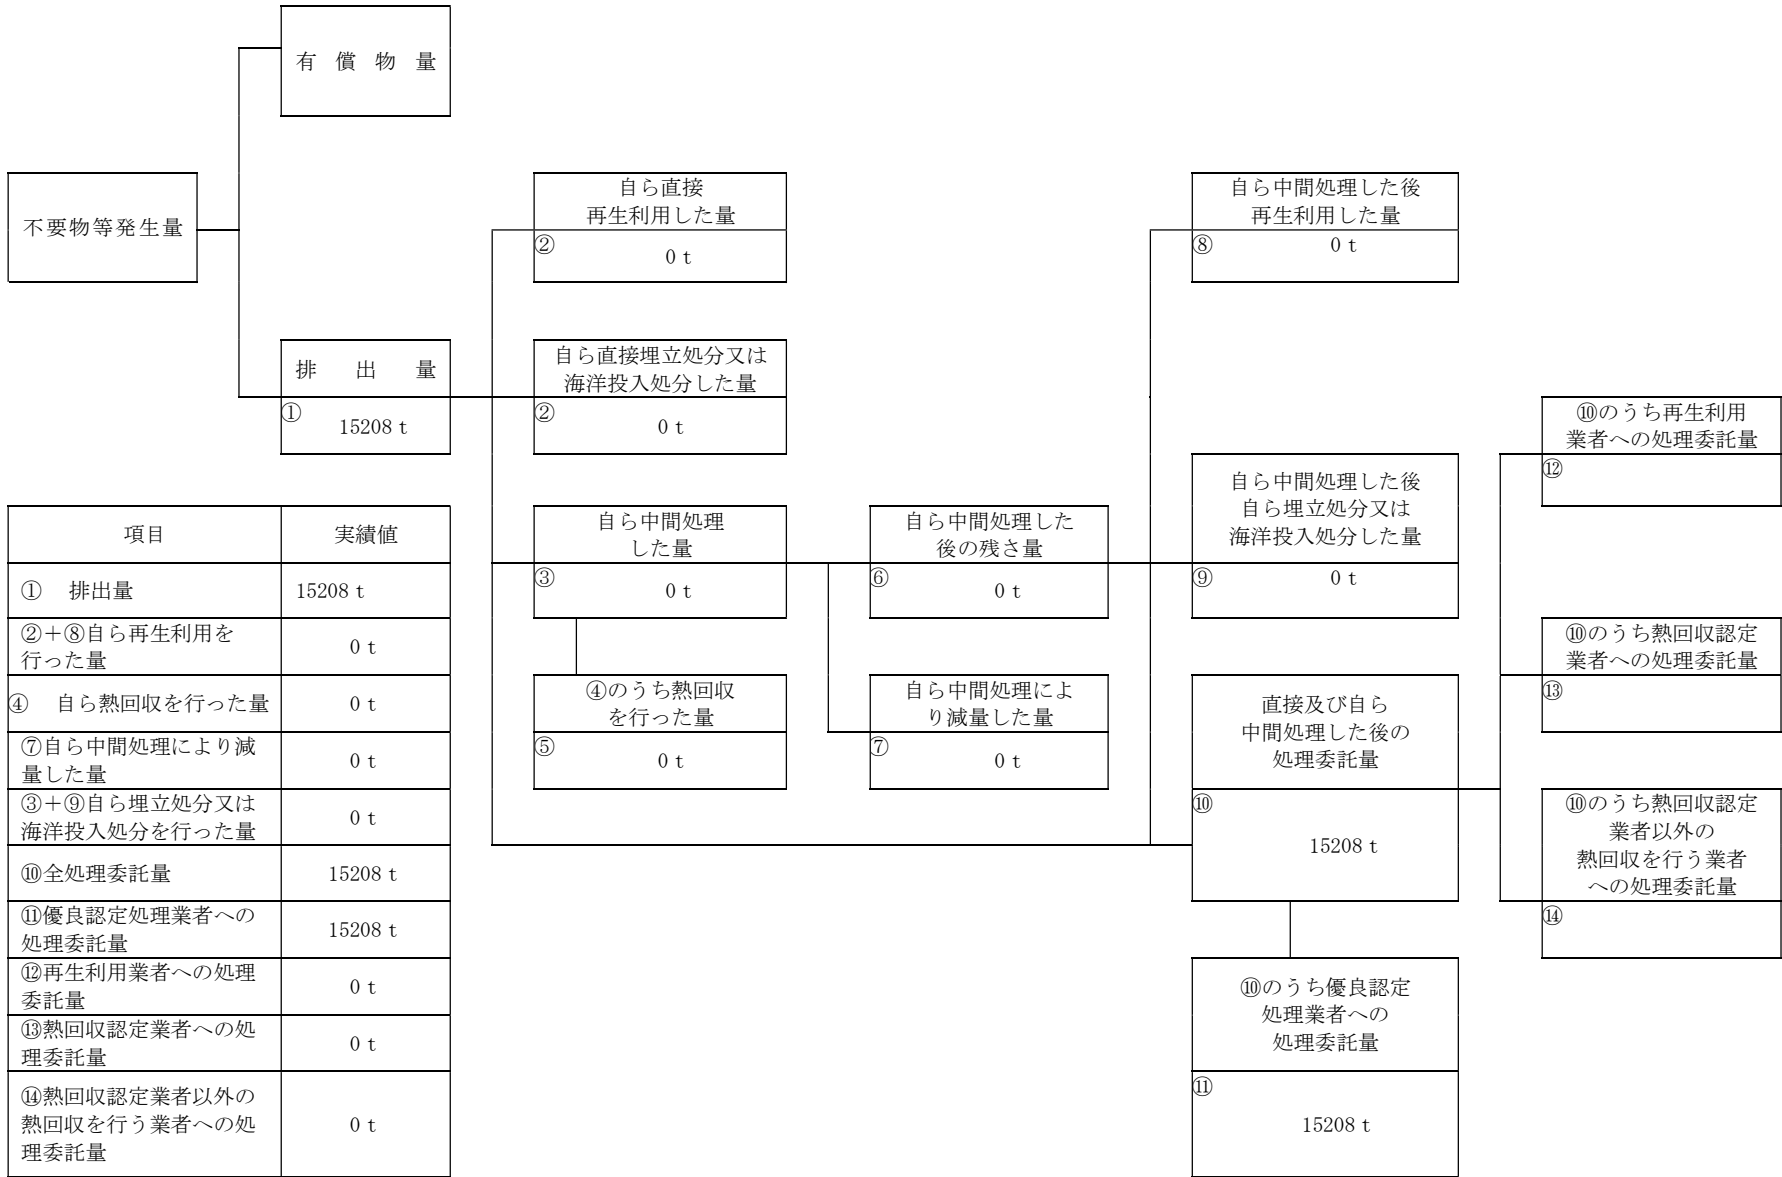 有 償 物 量
不要物等発生量
自ら直接
再生利用した量
②
0 t
自ら中間処理した後
再生利用した量
⑧
0 t
排 出 量
①
15208 t
自ら直接埋立処分又は
海洋投入処分した量
②
0 t
⑩のうち再生利用
業者への処理委託量
⑫
自ら中間処理
した量
③
0 t
自ら中間処理した
後の残さ量
⑥
0 t
自ら中間処理した後
自ら埋立処分又は
海洋投入処分した量
⑨
0 t
⑩のうち熱回収認定
業者への処理委託量
⑬
④のうち熱回収
を行った量
⑤
0 t
自ら中間処理によ
り減量した量
⑦
0 t
直接及び自ら
中間処理した後の
処理委託量
⑩
15208 t
⑩のうち熱回収認定
業者以外の
熱回収を行う業者
への処理委託量
⑭
⑩のうち優良認定
処理業者への
処理委託量
⑪
15208 t
項目 実績値
① 排出量 15208 t
②＋⑧自ら再生利用を
行った量
0 t
④ 自ら熱回収を行った量 0 t
⑦自ら中間処理により減
量した量
0 t
③＋⑨自ら埋立処分又は
海洋投入処分を行った量
0 t
⑩全処理委託量 15208 t
⑪優良認定処理業者への
処理委託量
15208 t
⑫再生利用業者への処理
委託量
0 t
⑬熱回収認定業者への処
理委託量
0 t
⑭熱回収認定業者以外の
熱回収を行う業者への処
理委託量
0 t